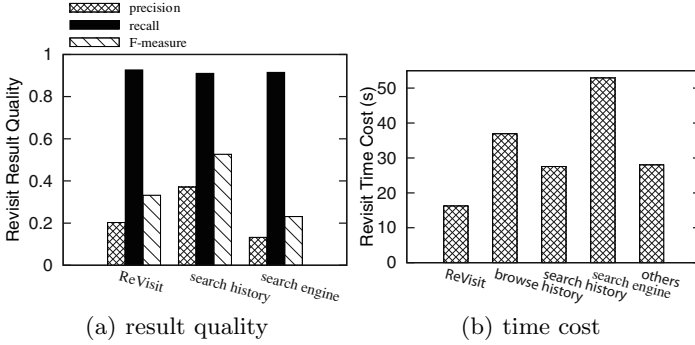 precision
recall
F-measure
Revisit Result Quality
1
0.8
0.6
0.4
0.2
0
ReVisit
search history
search engine
(a) result quality
Revisit Time Cost (s)
50
40
30
20
10
0
ReVisit
browse history
search history
search engine
others
(b) time cost